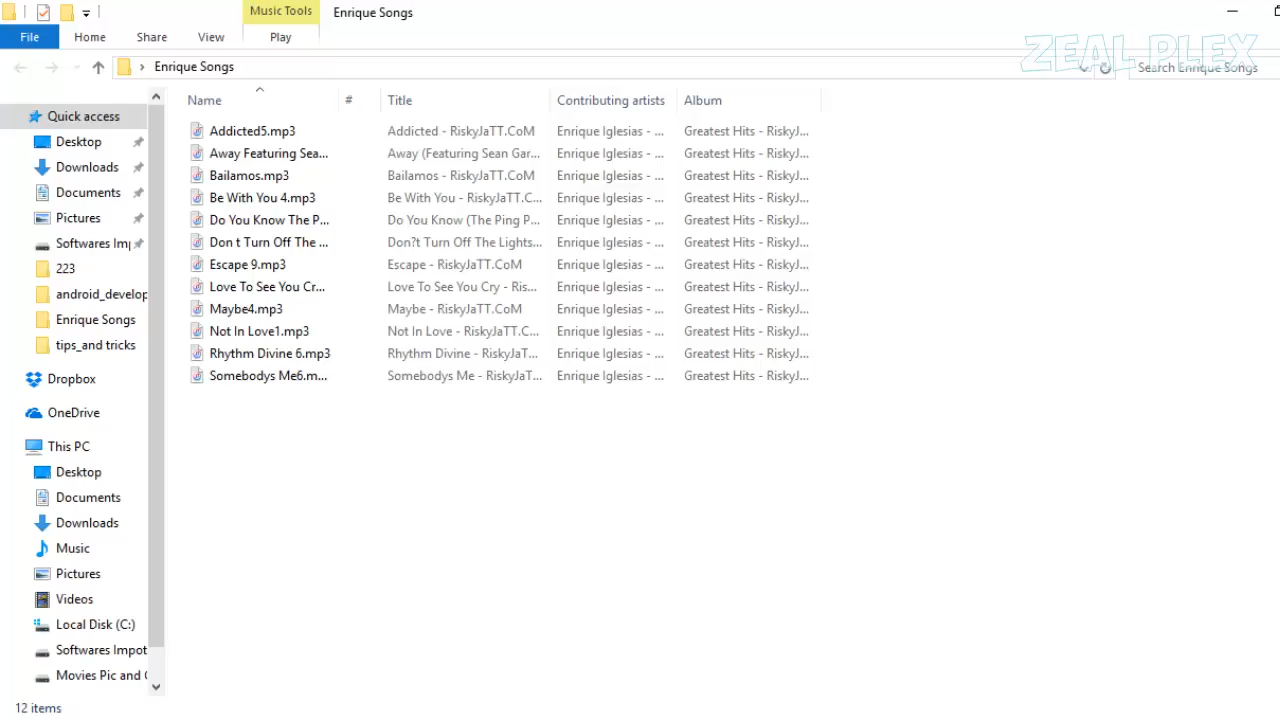 Music Tools Enrique Songs
File Home Share View Play
ZEAL PLEX
Enrique Songs Search Enrique Songs
Name # Title Contributing artists Album
Quick access
Desktop
Downloads
Documents
Pictures
Softwares Imp
223
android_develop
Enrique Songs
tips_and tricks
Dropbox
OneDrive
This PC
Desktop
Documents
Downloads
Music
Pictures
Videos
Local Disk (C:)
Softwares Impot
Movies Pic and
Addicted5.mp3 Addicted - RiskyJaTT.CoM Enrique Iglesias - ... Greatest Hits - RiskyJ...
Away Featuring Sea... Away (Featuring Sean Gar... Enrique Iglesias - ... Greatest Hits - RiskyJ...
Bailamos.mp3 Bailamos - RiskyJaTT.CoM Enrique Iglesias - ... Greatest Hits - RiskyJ...
Be With You 4.mp3 Be With You - RiskyJaTT.C... Enrique Iglesias - ... Greatest Hits - RiskyJ...
Do You Know The P... Do You Know (The Ping P... Enrique Iglesias - ... Greatest Hits - RiskyJ...
Don t Turn Off The ... Don?t Turn Off The Lights... Enrique Iglesias - ... Greatest Hits - RiskyJ...
Escape 9.mp3 Escape - RiskyJaTT.CoM Enrique Iglesias - ... Greatest Hits - RiskyJ...
Love To See You Cr... Love To See You Cry - Ris... Enrique Iglesias - ... Greatest Hits - RiskyJ...
Maybe4.mp3 Maybe - RiskyJaTT.CoM Enrique Iglesias - ... Greatest Hits - RiskyJ...
Not In Love1.mp3 Not In Love - RiskyJaTT.C... Enrique Iglesias - ... Greatest Hits - RiskyJ...
Rhythm Divine 6.mp3 Rhythm Divine - RiskyJaT... Enrique Iglesias - ... Greatest Hits - RiskyJ...
Somebodys Me6.m... Somebodys Me - RiskyJaT... Enrique Iglesias - ... Greatest Hits - RiskyJ...
12 items